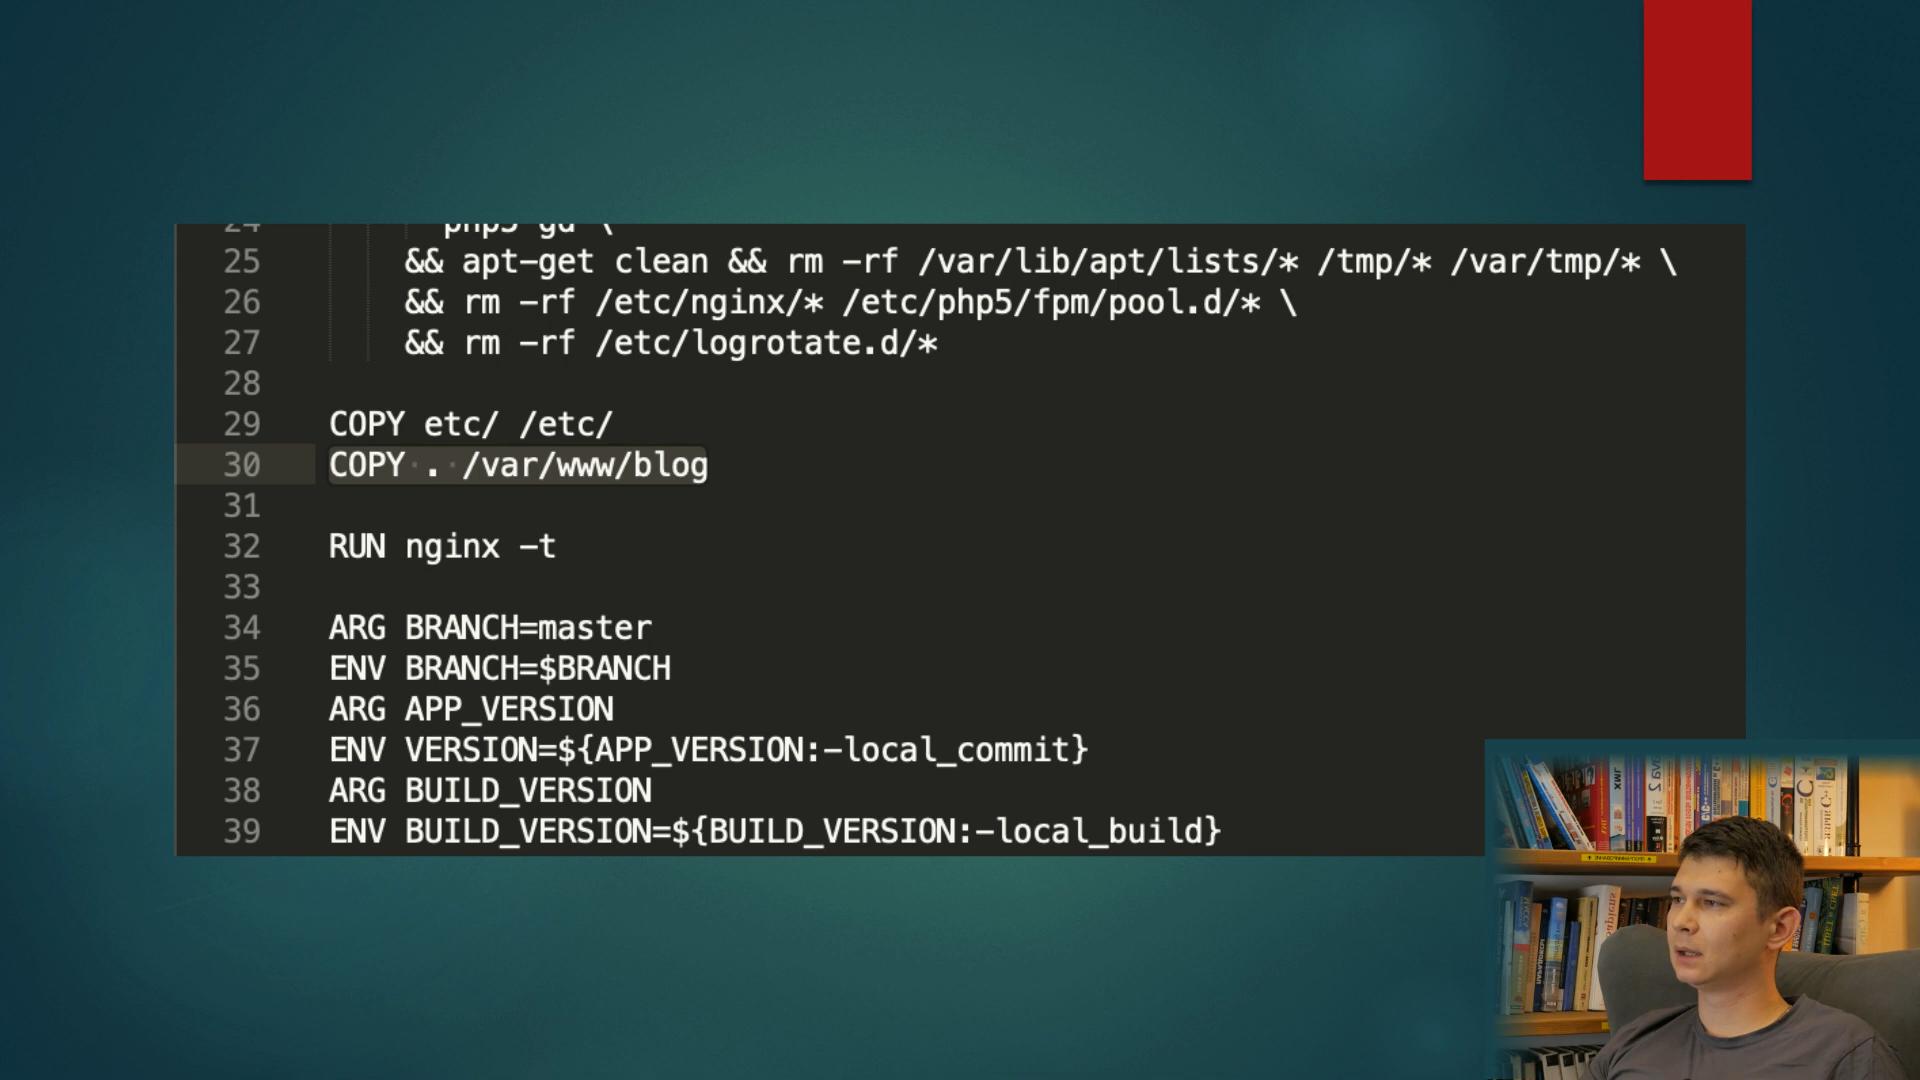 24 php5-gd \
25 && apt-get clean && rm -rf /var/lib/apt/lists/* /tmp/* /var/tmp/* \
26 && rm -rf /etc/nginx/* /etc/php5/fpm/pool.d/* \
27 && rm -rf /etc/logrotate.d/*
28
29 COPY etc/ /etc/
30 COPY . /var/www/blog
31
32 RUN nginx -t
33
34 ARG BRANCH=master
35 ENV BRANCH=$BRANCH
36 ARG APP_VERSION
37 ENV VERSION=${APP_VERSION:-local_commit}
38 ARG BUILD_VERSION
39 ENV BUILD_VERSION=${BUILD_VERSION:-local_build}